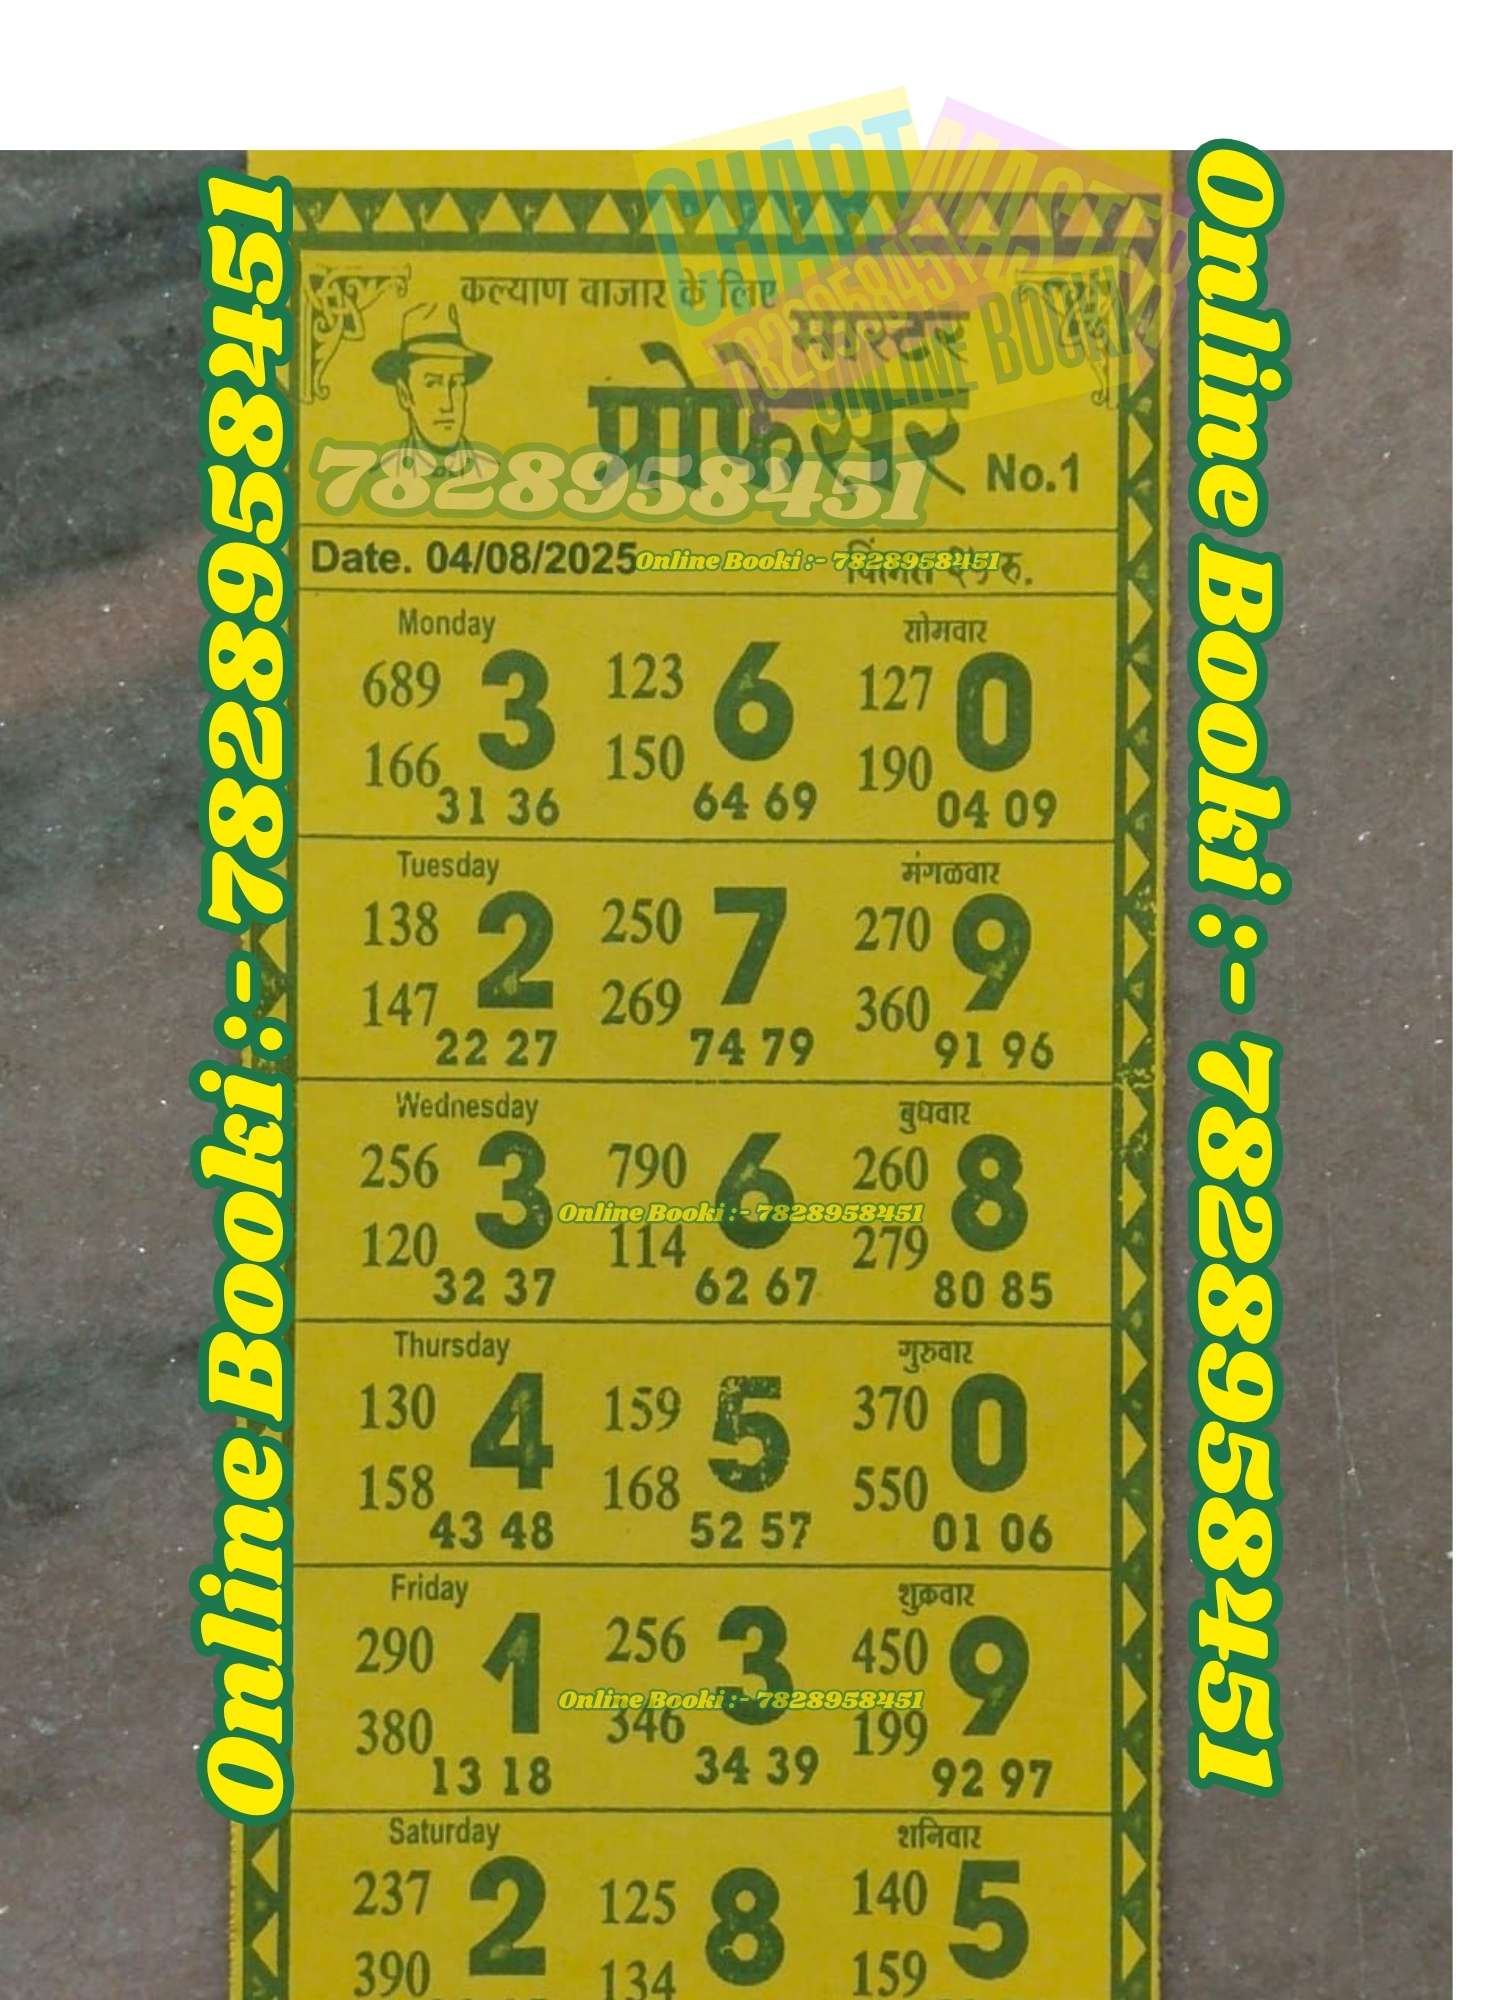 CHART MASTER
7828958451
ONLINE BOOKI
कल्याण बाजार के लिए
मास्टर
प्रोफेसर No.1
7828958451
Date. 04/08/2025 Online Booki :- 7828958451
रु.
Monday सोमवार
689 3 123 6 127 0
166 150 190
31 36 64 69 04 09
Tuesday मंगळवार
138 2 250 7 270 9
147 269 360
22 27 74 79 91 96
Wednesday बुधवार
256 3 790 6 260 8
Online Booki :- 7828958451
120 114 279
32 37 62 67 80 85
Thursday गुरुवार
130 4 159 5 370 0
158 168 550
43 48 52 57 01 06
Friday शुक्रवार
290 1 256 3 450 9
Online Booki :- 7828958451
380 346 199
13 18 34 39 92 97
Saturday शनिवार
237 2 125 8 140 5
390 134 159
Online Booki :- 7828958451
Online Booki :- 7828958451